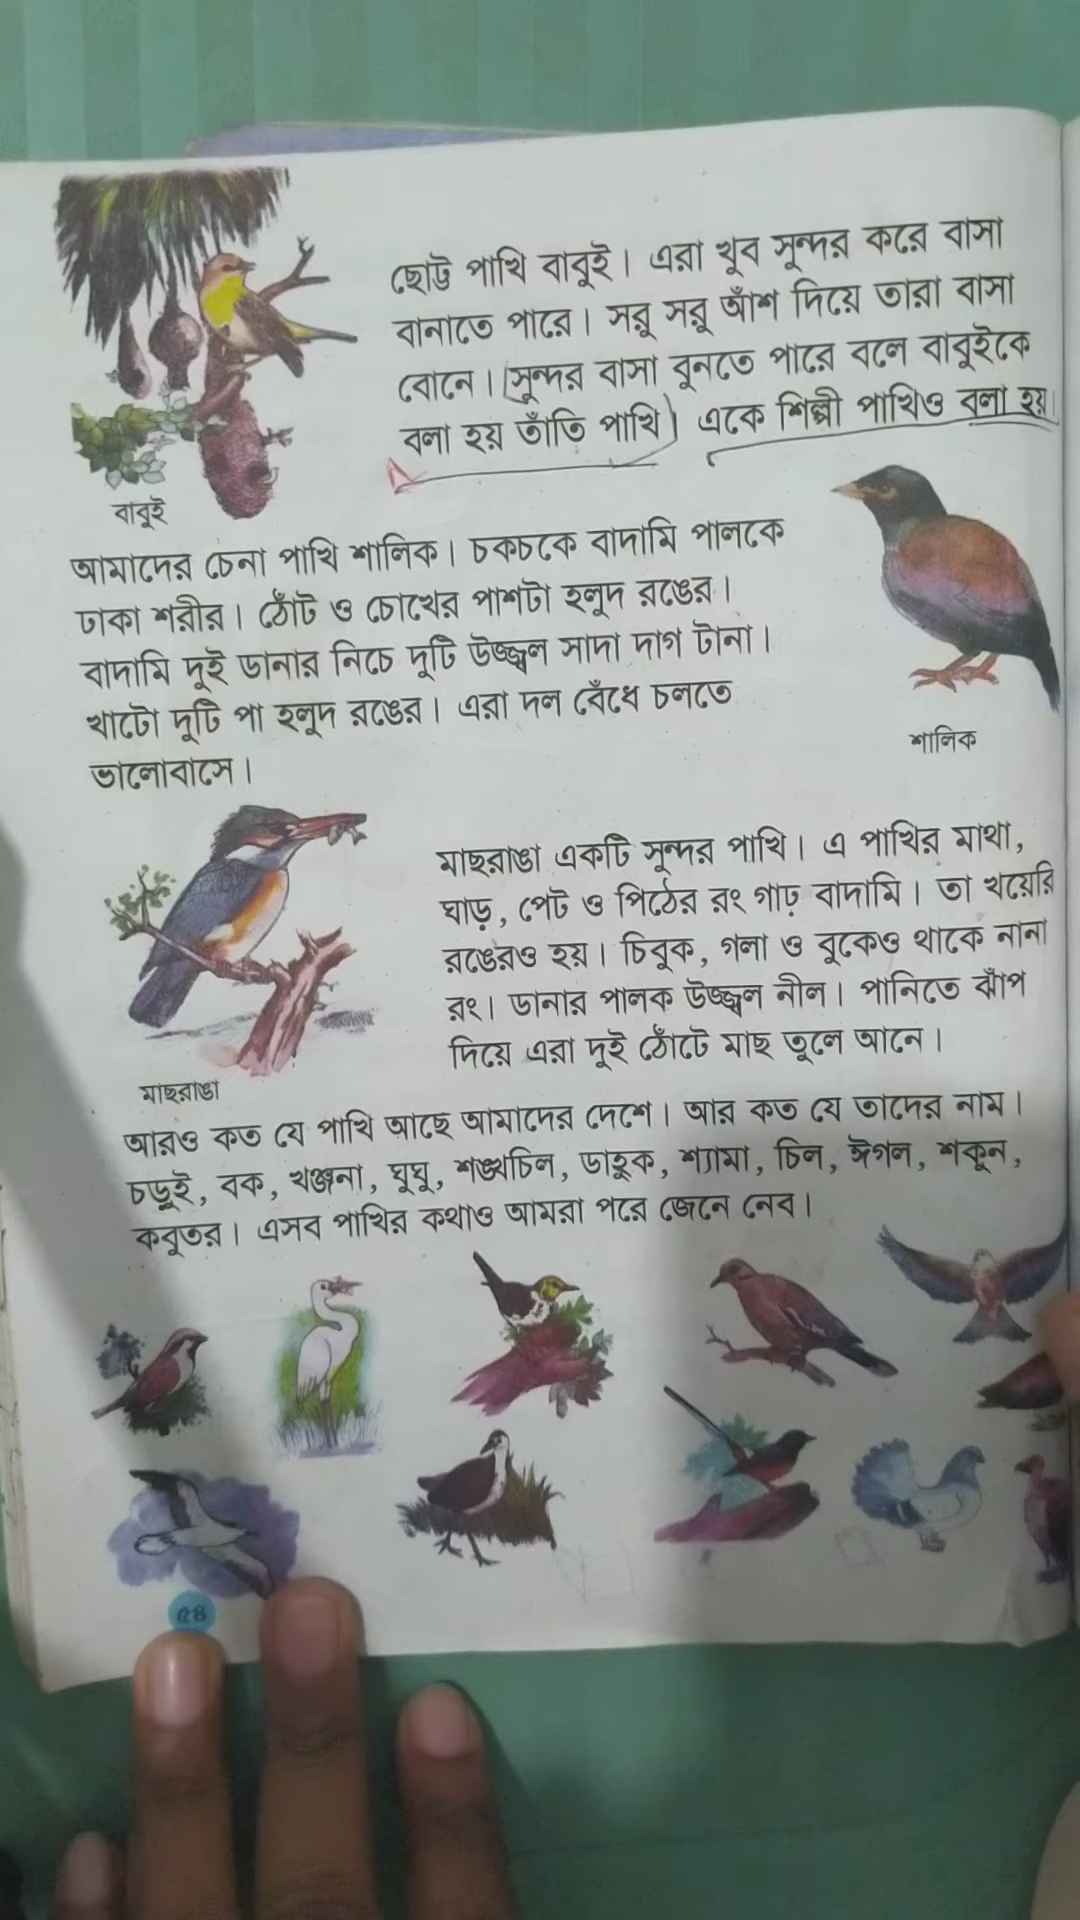 ছোট্ট পাখি বাবুই। এরা খুব সুন্দর করে বাসা
বানাতে পারে। সরু সরু আঁশ দিয়ে তারা বাসা
বোনে। সুন্দর বাসা বুনতে পারে বলে বাবুইকে
বলা হয় তাঁতি পাখি। একে শিল্পী পাখিও বলা হয়।
বাবুই
আমাদের চেনা পাখি শালিক। চকচকে বাদামি পালকে
ঢাকা শরীর। ঠোঁট ও চোখের পাশটা হলুদ রঙের।
বাদামি দুই ডানার নিচে দুটি উজ্জ্বল সাদা দাগ টানা।
খাটো দুটি পা হলুদ রঙের। এরা দল বেঁধে চলতে
ভালোবাসে।
শালিক
মাছরাঙা একটি সুন্দর পাখি। এ পাখির মাথা,
ঘাড়, পেট ও পিঠের রং গাঢ় বাদামি। তা খয়েরি
রঙেরও হয়। চিবুক, গলা ও বুকেও থাকে নানা
রং। ডানার পালক উজ্জ্বল নীল। পানিতে ঝাঁপ
দিয়ে এরা দুই ঠোঁটে মাছ তুলে আনে।
মাছরাঙা
আরও কত যে পাখি আছে আমাদের দেশে। আর কত যে তাদের নাম।
চড়ুই, বক, খঞ্জনা, ঘুঘু, শঙ্খচিল, ডাহুক, শ্যামা, চিল, ঈগল, শকুন,
কবুতর। এসব পাখির কথাও আমরা পরে জেনে নেব।
৫৪